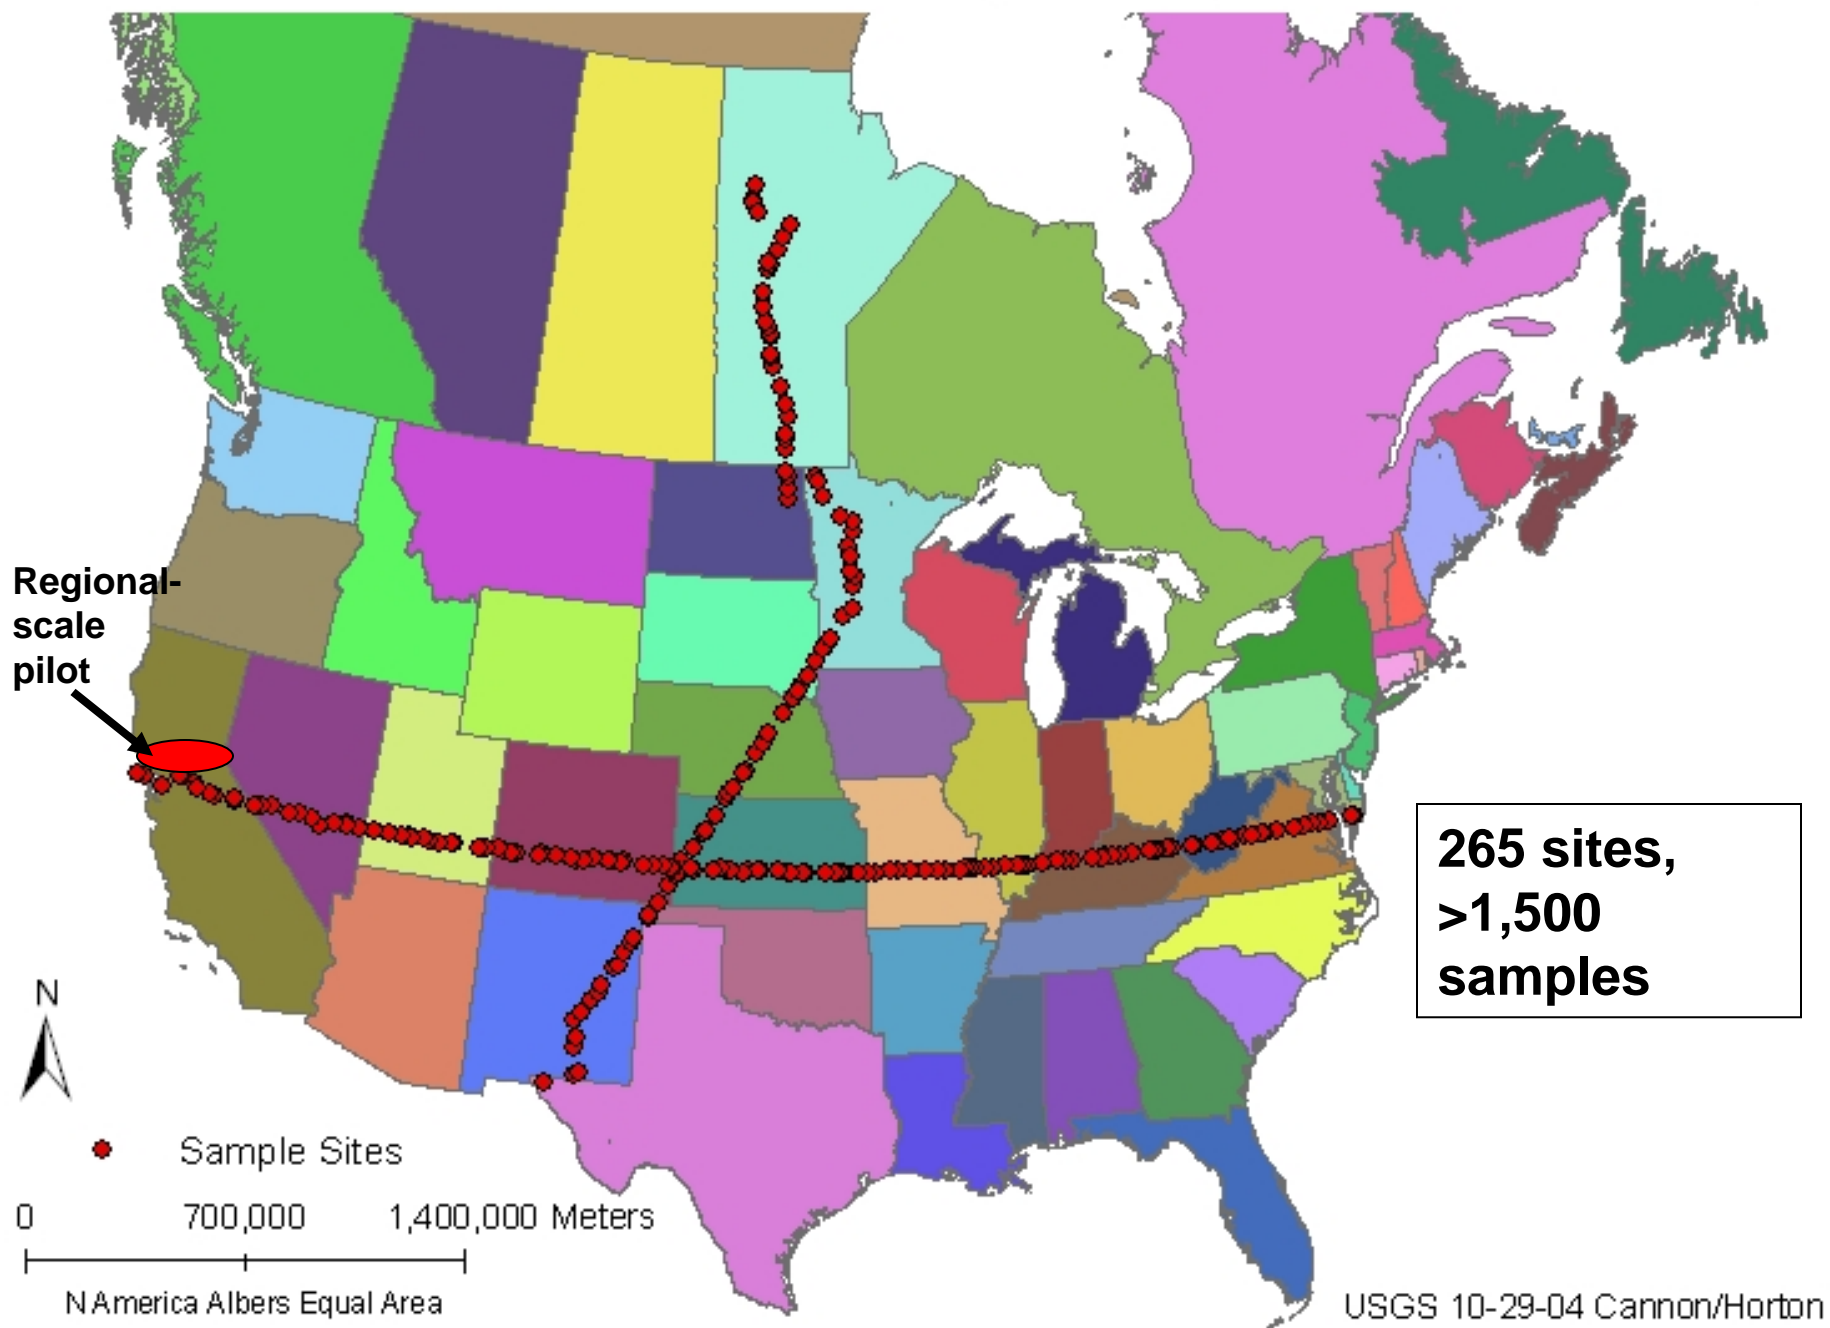 Regional-
scale
pilot
265 sites,
>1,500
samples
N
Sample Sites
0 700,000 1,400,000 Meters
N America Albers Equal Area
USGS 10-29-04 Cannon/Horton